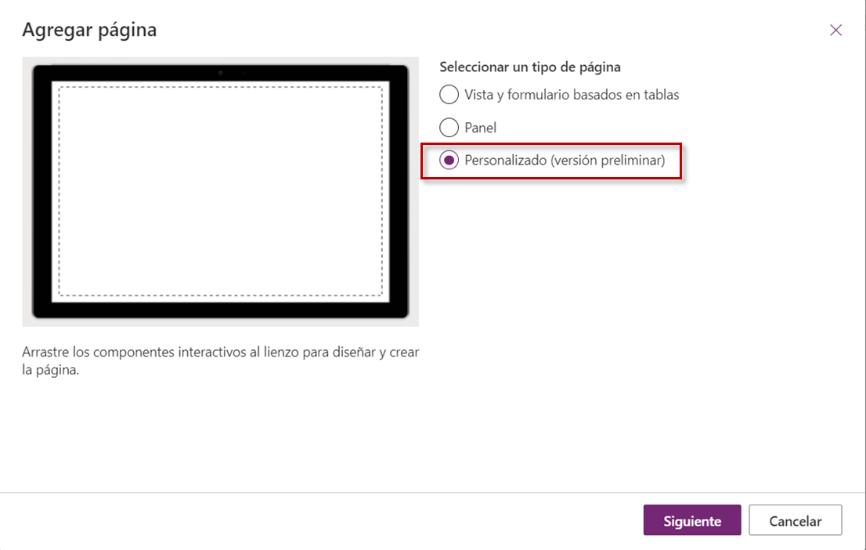 Agregar página
Seleccionar un tipo de página
Vista y formulario basados en tablas
Panel
Personalizado (versión preliminar)
Arrastre los componentes interactivos al lienzo para diseñar y crear
la página.
Siguiente
Cancelar